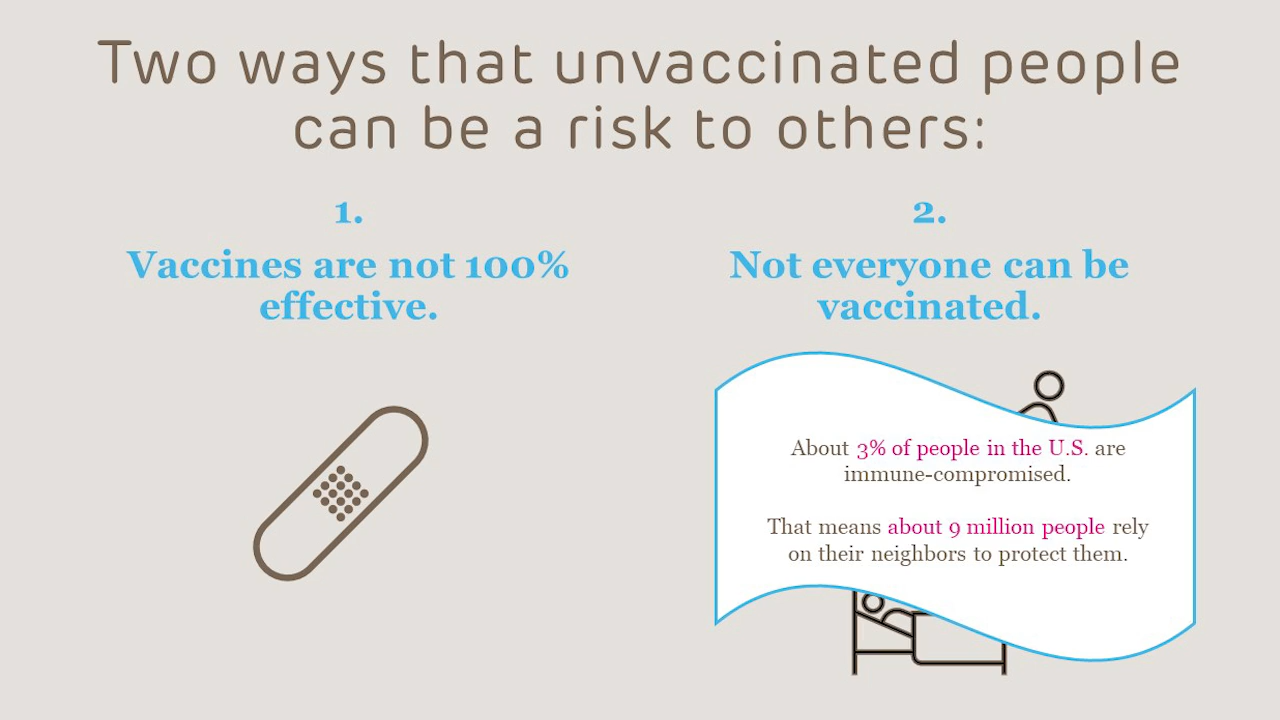 Two ways that unvaccinated people
can be a risk to others:
1.
Vaccines are not 100%
effective.
2.
Not everyone can be
vaccinated.
About 3% of people in the U.S. are
immune-compromised.
That means about 9 million people rely
on their neighbors to protect them.